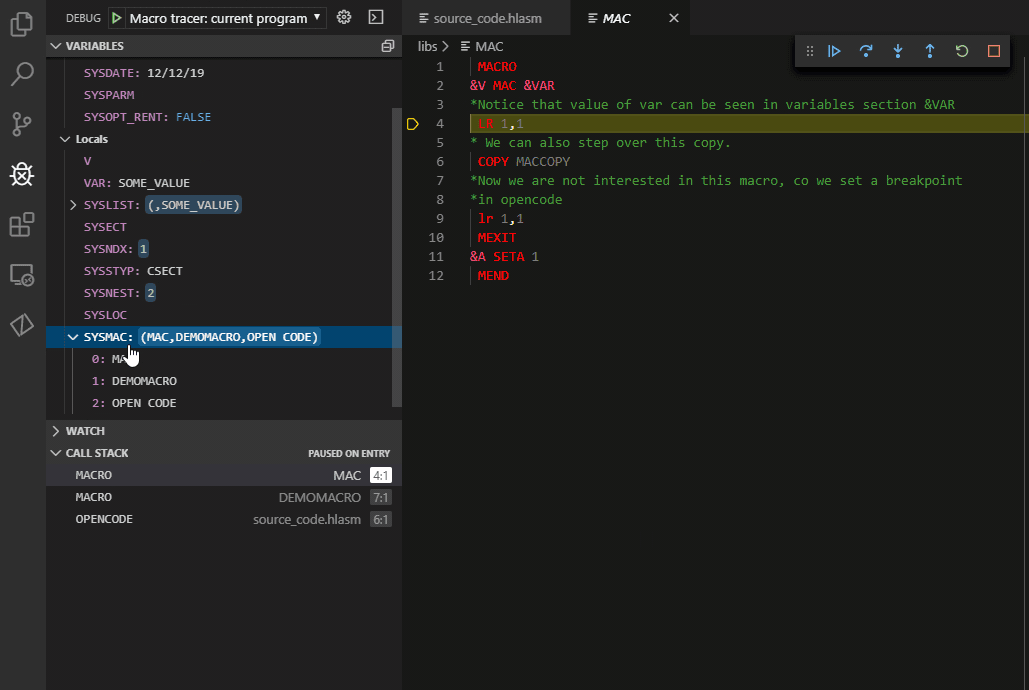 DEBUG Macro tracer: current program
VARIABLES
SYSDATE: 12/12/19
SYSPARM
SYSOPT_RENT: FALSE
Locals
V
VAR: SOME_VALUE
SYSLIST: (,SOME_VALUE)
SYSECT
SYSNDX: 1
SYSSTYP: CSECT
SYSNEST: 2
SYSLOC
SYSMAC: (MAC,DEMOMACRO,OPEN CODE)
0:
1: DEMOMACRO
2: OPEN CODE
WATCH
CALL STACK PAUSED ON ENTRY
MACRO MAC 4:1
MACRO DEMOMACRO 7:1
OPENCODE source_code.hlasm 6:1
source_code.hlasm MAC
libs > MAC
1 MACRO
2 &V MAC &VAR
3 *Notice that value of var can be seen in variables section &VAR
4 LR 1,1
5 * We can also step over this copy.
6 COPY MACCOPY
7 *Now we are not interested in this macro, co we set a breakpoint
8 *in opencode
9 lr 1,1
10 MEXIT
11 &A SETA 1
12 MEND